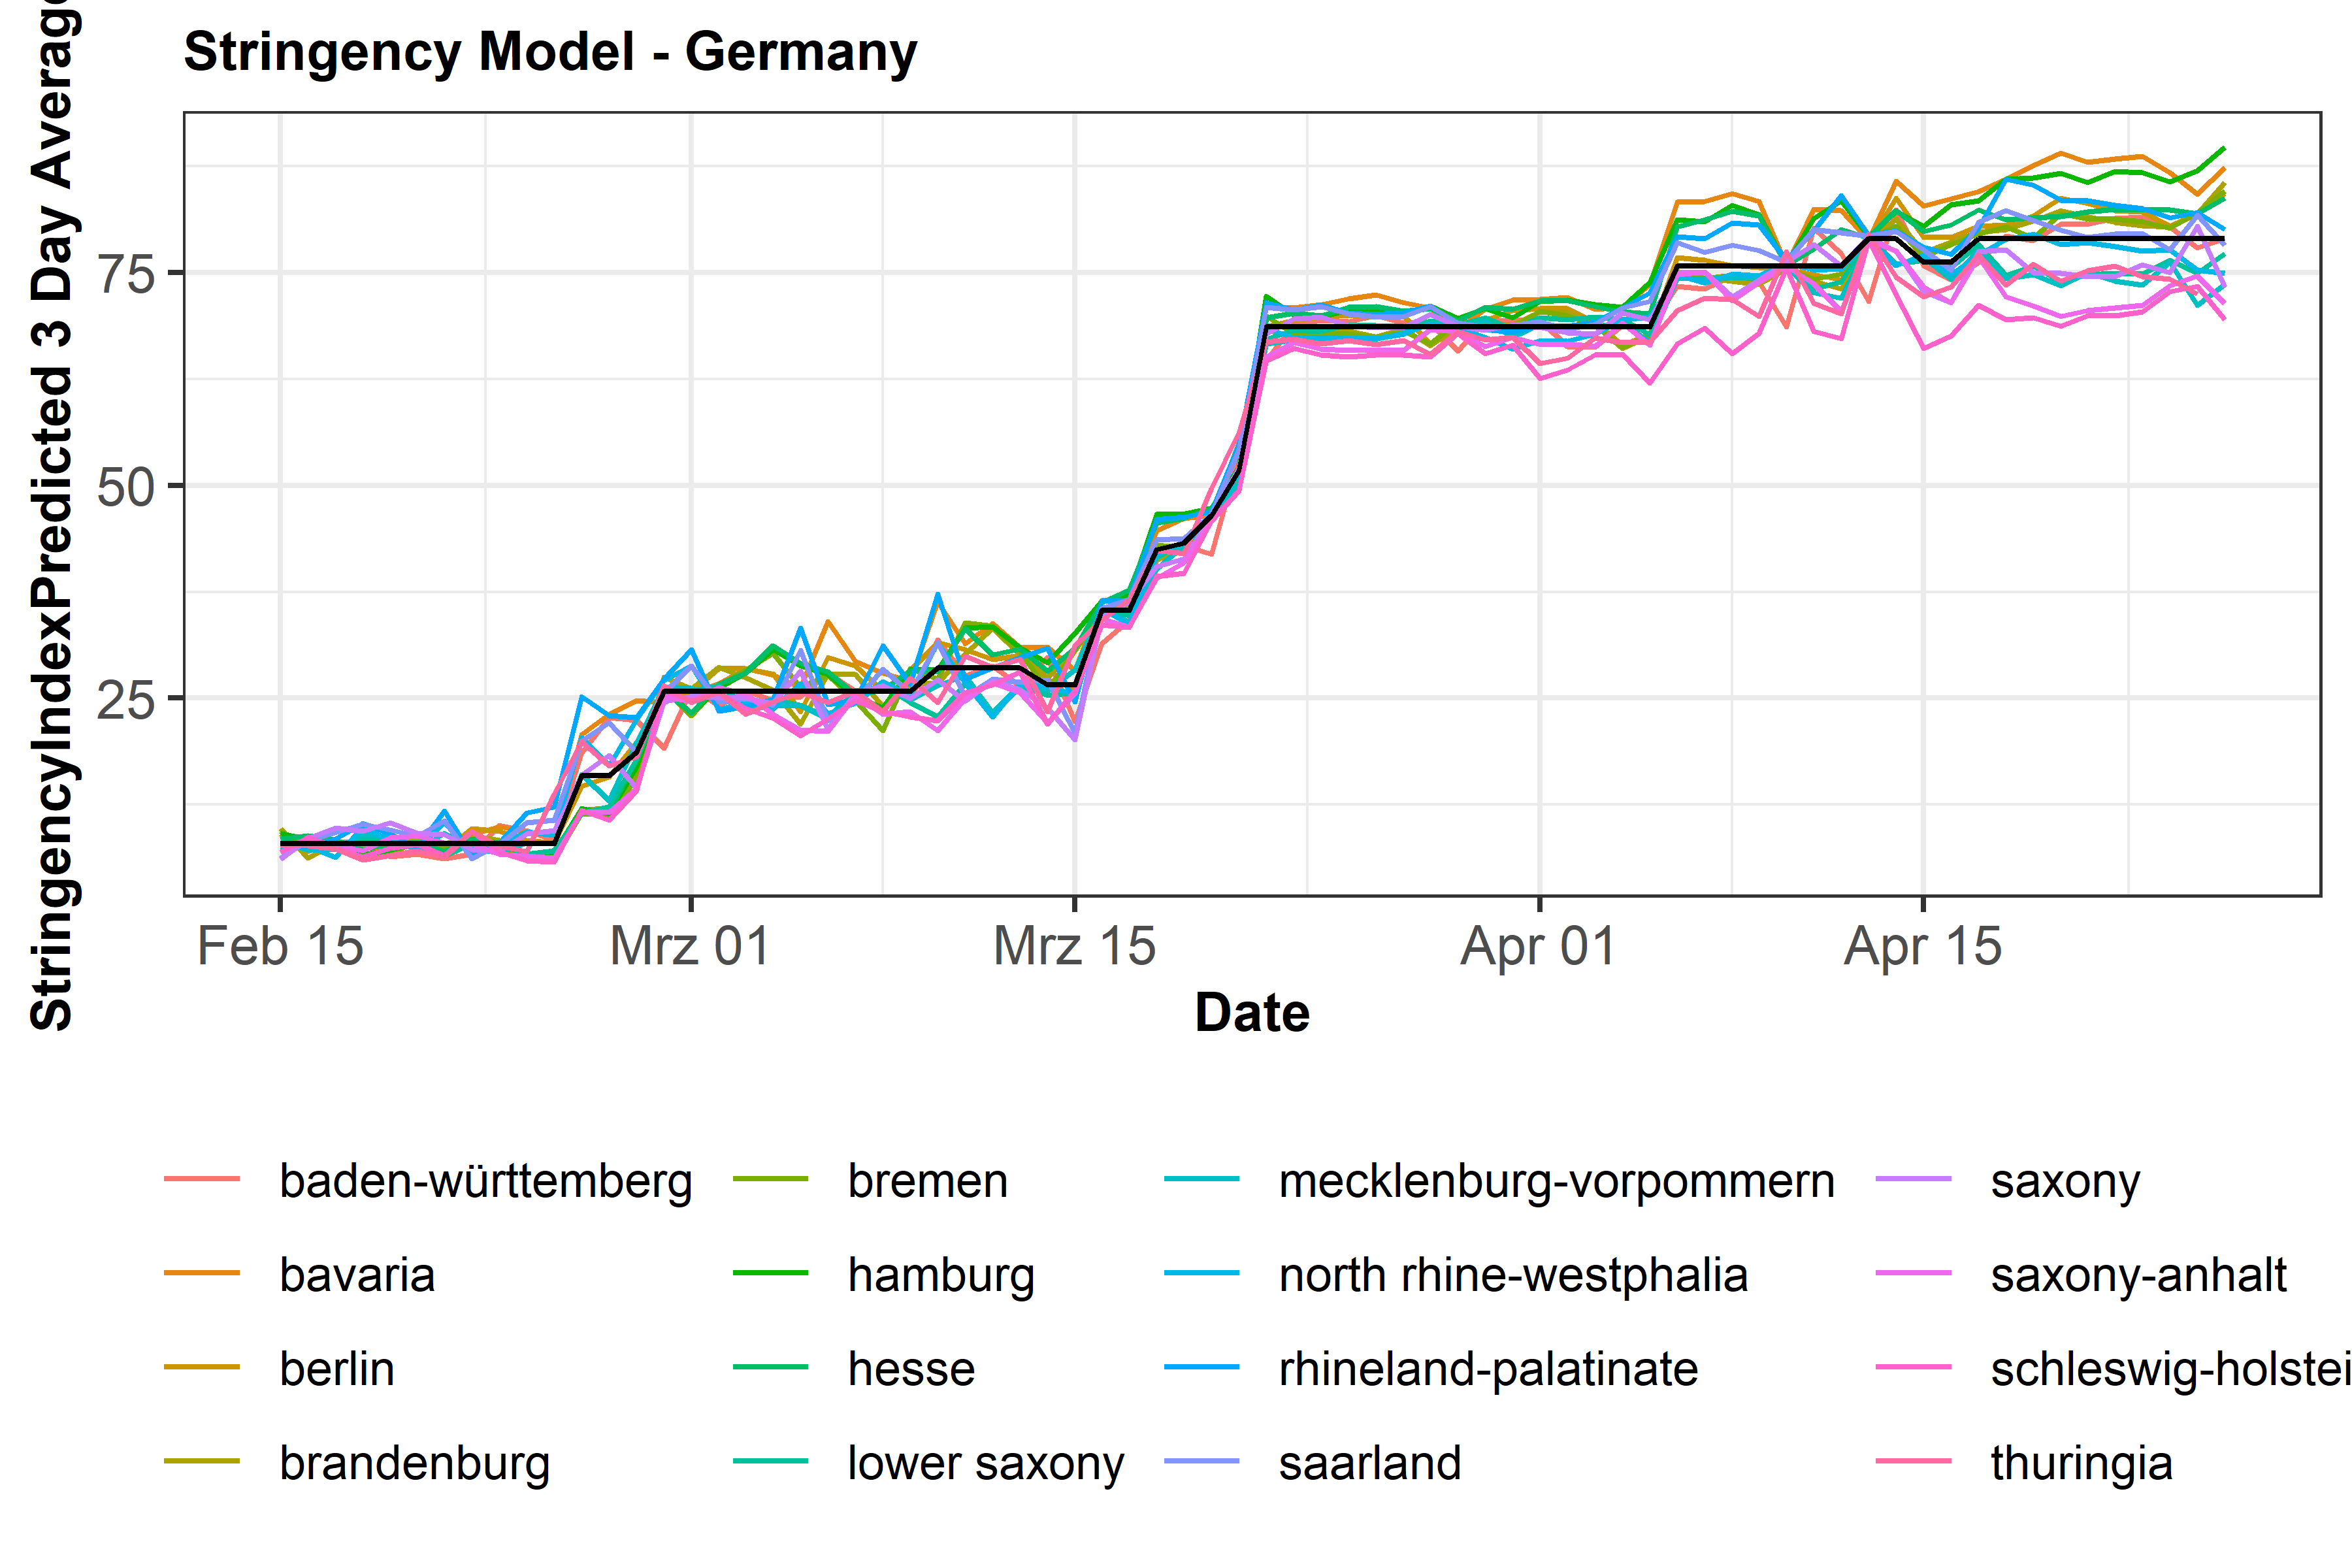 Stringency Model - Germany
StringencyIndexPredicted 3 Day Average
75
50
25
Feb 15
Mrz 01
Mrz 15
Apr 01
Apr 15
Date
baden-württemberg
bremen
mecklenburg-vorpommern
saxony
bavaria
hamburg
north rhine-westphalia
saxony-anhalt
berlin
hesse
rhineland-palatinate
schleswig-holstei
brandenburg
lower saxony
saarland
thuringia